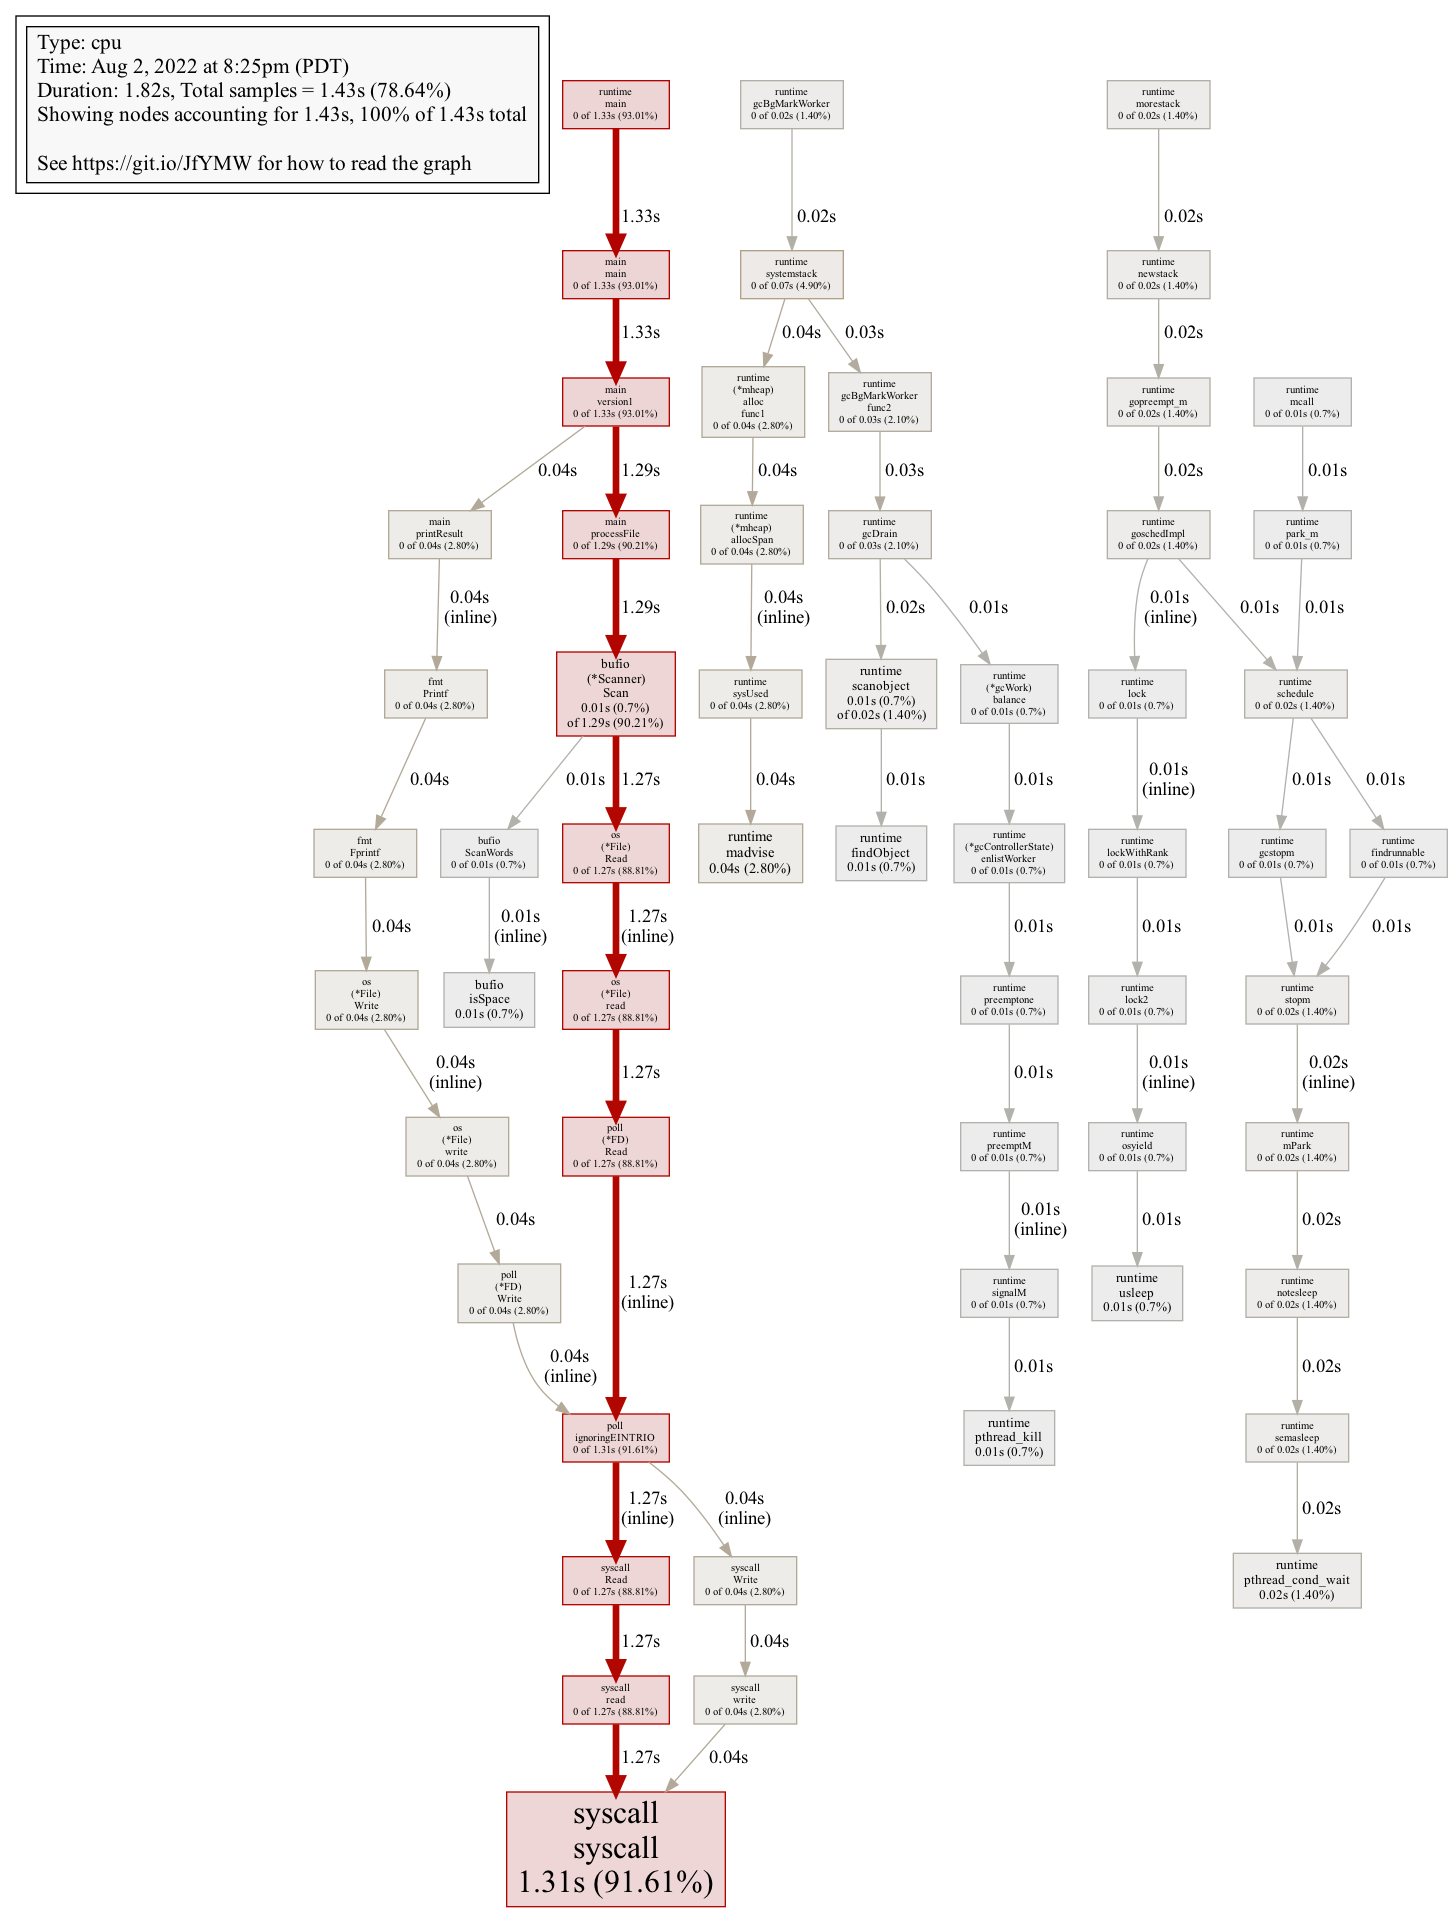 Type: cpu
Time: Aug 2, 2022 at 8:25pm (PDT)
Duration: 1.82s, Total samples = 1.43s (78.64%)
Showing nodes accounting for 1.43s, 100% of 1.43s total
See https://git.io/JfYMW for how to read the graph
runtime
main
0 of 1.33s (93.01%)
runtime
gcBgMarkWorker
0 of 0.02s (1.40%)
runtime
morestack
0 of 0.02s (1.40%)
1.33s
0.02s
0.02s
main
main
0 of 1.33s (93.01%)
runtime
systemstack
0 of 0.07s (4.90%)
runtime
newstack
0 of 0.02s (1.40%)
1.33s
0.04s
0.03s
0.02s
main
version1
0 of 1.33s (93.01%)
runtime
(*mheap)
alloc
func1
0 of 0.04s (2.80%)
runtime
gcBgMarkWorker
func2
0 of 0.03s (2.10%)
runtime
gopreempt_m
0 of 0.02s (1.40%)
runtime
mcall
0 of 0.01s (0.7%)
0.04s
1.29s
0.04s
0.03s
0.02s
0.01s
main
printResult
0 of 0.04s (2.80%)
main
processFile
0 of 1.29s (90.21%)
runtime
(*mheap)
allocSpan
0 of 0.04s (2.80%)
runtime
gcDrain
0 of 0.03s (2.10%)
runtime
goschedImpl
0 of 0.02s (1.40%)
runtime
park_m
0 of 0.01s (0.7%)
0.04s
(inline)
1.29s
0.04s
(inline)
0.02s
0.01s
0.01s
(inline)
0.01s
0.01s
fmt
Printf
0 of 0.04s (2.80%)
bufio
(*Scanner)
Scan
0.01s (0.7%)
of 1.29s (90.21%)
runtime
sysUsed
0 of 0.04s (2.80%)
runtime
scanobject
0.01s (0.7%)
of 0.02s (1.40%)
runtime
(*gcWork)
balance
0 of 0.01s (0.7%)
runtime
lock
0 of 0.01s (0.7%)
runtime
schedule
0 of 0.02s (1.40%)
0.04s
0.01s
1.27s
0.04s
0.01s
0.01s
0.01s
(inline)
0.01s
0.01s
fmt
Fprintf
0 of 0.04s (2.80%)
bufio
ScanWords
0 of 0.01s (0.7%)
os
(*File)
Read
0 of 1.27s (88.81%)
runtime
madvise
0.04s (2.80%)
runtime
findObject
0.01s (0.7%)
runtime
(*gcControllerState)
enlistWorker
0 of 0.01s (0.7%)
runtime
lockWithRank
0 of 0.01s (0.7%)
runtime
gcstopm
0 of 0.01s (0.7%)
runtime
findrunnable
0 of 0.01s (0.7%)
0.04s
0.01s
(inline)
1.27s
(inline)
0.01s
0.01s
0.01s
0.01s
os
(*File)
Write
0 of 0.04s (2.80%)
bufio
isSpace
0.01s (0.7%)
os
(*File)
read
0 of 1.27s (88.81%)
runtime
preemptone
0 of 0.01s (0.7%)
runtime
lock2
0 of 0.01s (0.7%)
runtime
stopm
0 of 0.02s (1.40%)
0.04s
(inline)
1.27s
0.01s
0.01s
(inline)
0.02s
(inline)
os
(*File)
write
0 of 0.04s (2.80%)
poll
(*FD)
Read
0 of 1.27s (88.81%)
runtime
preemptM
0 of 0.01s (0.7%)
runtime
osyield
0 of 0.01s (0.7%)
runtime
mPark
0 of 0.02s (1.40%)
0.04s
1.27s
(inline)
0.01s
(inline)
0.01s
0.02s
poll
(*FD)
Write
0 of 0.04s (2.80%)
runtime
signalM
0 of 0.01s (0.7%)
runtime
usleep
0.01s (0.7%)
runtime
notesleep
0 of 0.02s (1.40%)
0.04s
(inline)
0.01s
0.02s
poll
ignoringEINTRIO
0 of 1.31s (91.61%)
runtime
pthread_kill
0.01s (0.7%)
runtime
semasleep
0 of 0.02s (1.40%)
1.27s
(inline)
0.04s
(inline)
0.02s
syscall
Read
0 of 1.27s (88.81%)
syscall
Write
0 of 0.04s (2.80%)
runtime
pthread_cond_wait
0.02s (1.40%)
1.27s
0.04s
syscall
read
0 of 1.27s (88.81%)
syscall
write
0 of 0.04s (2.80%)
1.27s
0.04s
syscall
syscall
1.31s (91.61%)